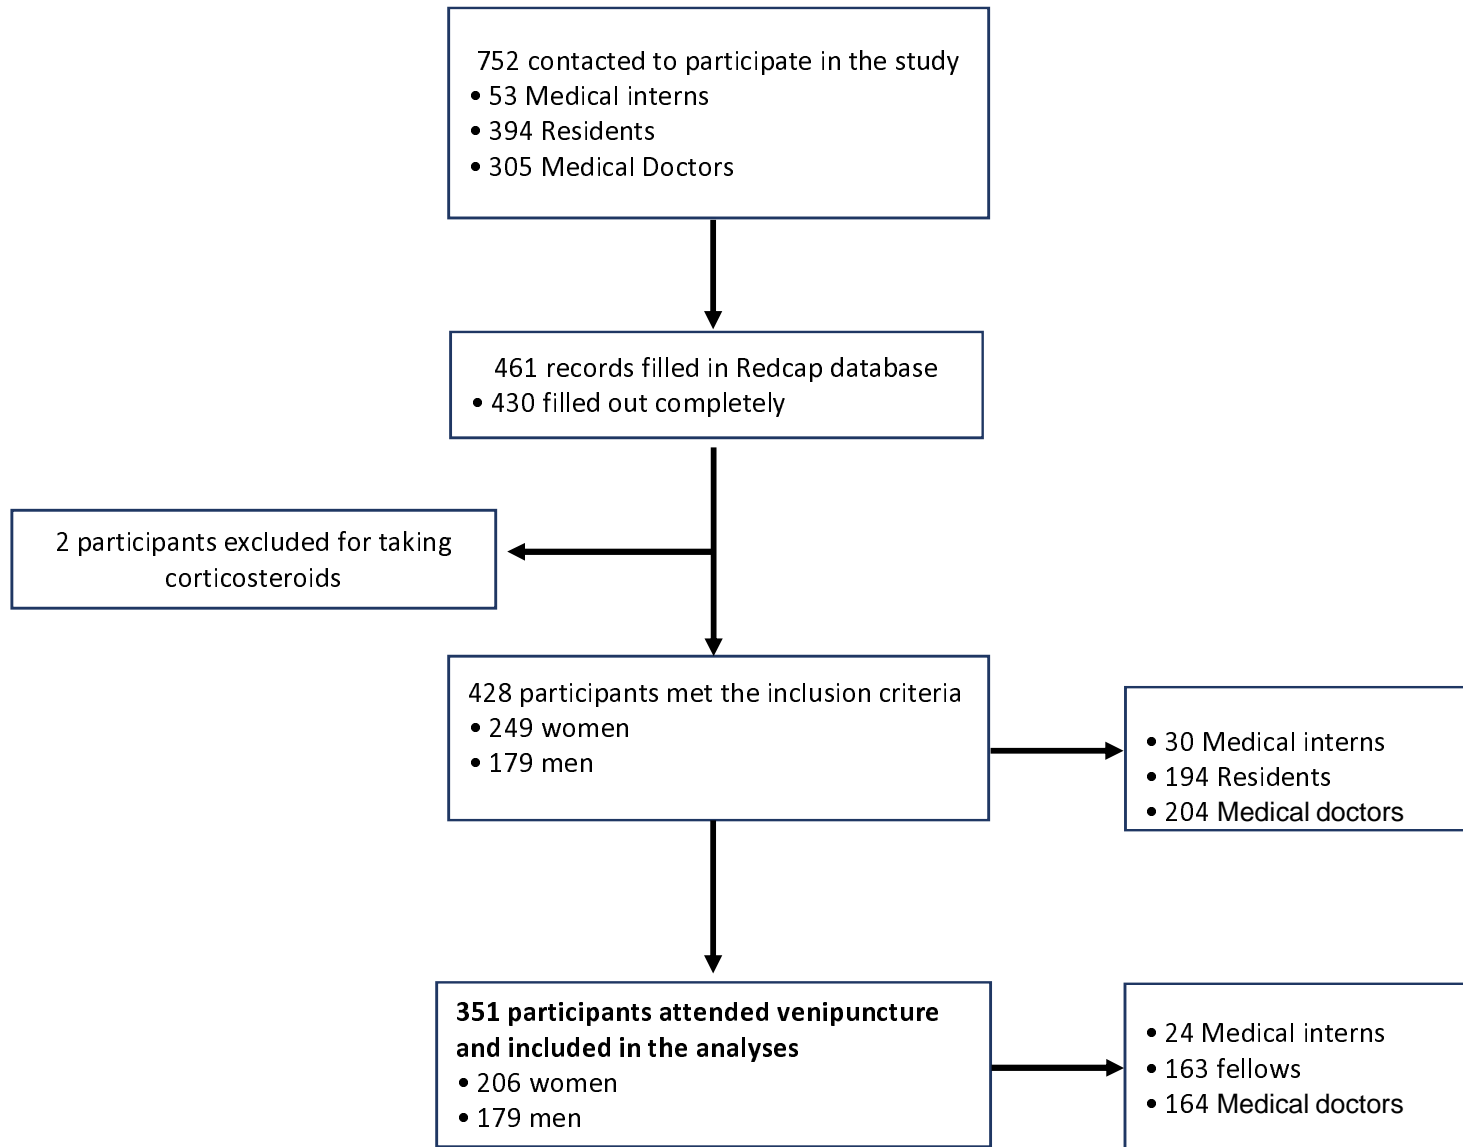 752 contacted to participate in the study
• 53 Medical interns
• 394 Residents
• 305 Medical Doctors
461 records filled in Redcap database
• 430 filled out completely
2 participants excluded for taking
corticosteroids
428 participants met the inclusion criteria
• 249 women
• 179 men
• 30 Medical interns
• 194 Residents
• 204 Medical doctors
351 participants attended venipuncture
and included in the analyses
• 206 women
• 179 men
• 24 Medical interns
• 163 fellows
• 164 Medical doctors